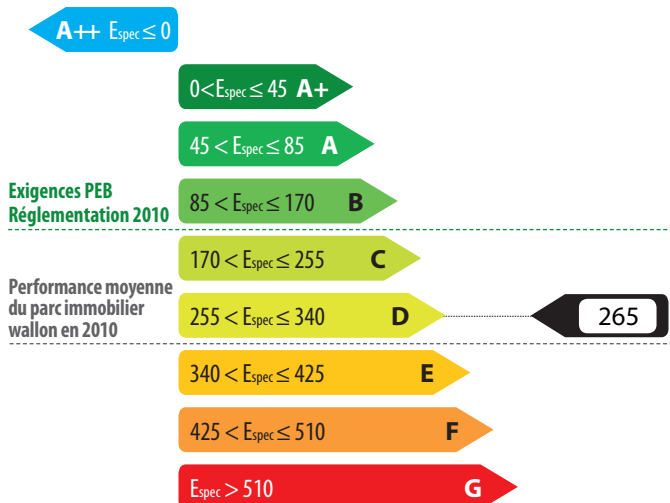 A++ Espec ≤ 0
0<Espec ≤ 45 A+
45 < Espec ≤ 85 A
Exigences PEB
Réglementation 2010
85 < Espec ≤ 170 B
170 < Espec ≤ 255 C
Performance moyenne
du parc immobilier
wallon en 2010
255 < Espec ≤ 340 D
265
340 < Espec ≤ 425 E
425 < Espec ≤ 510 F
Espec > 510 G